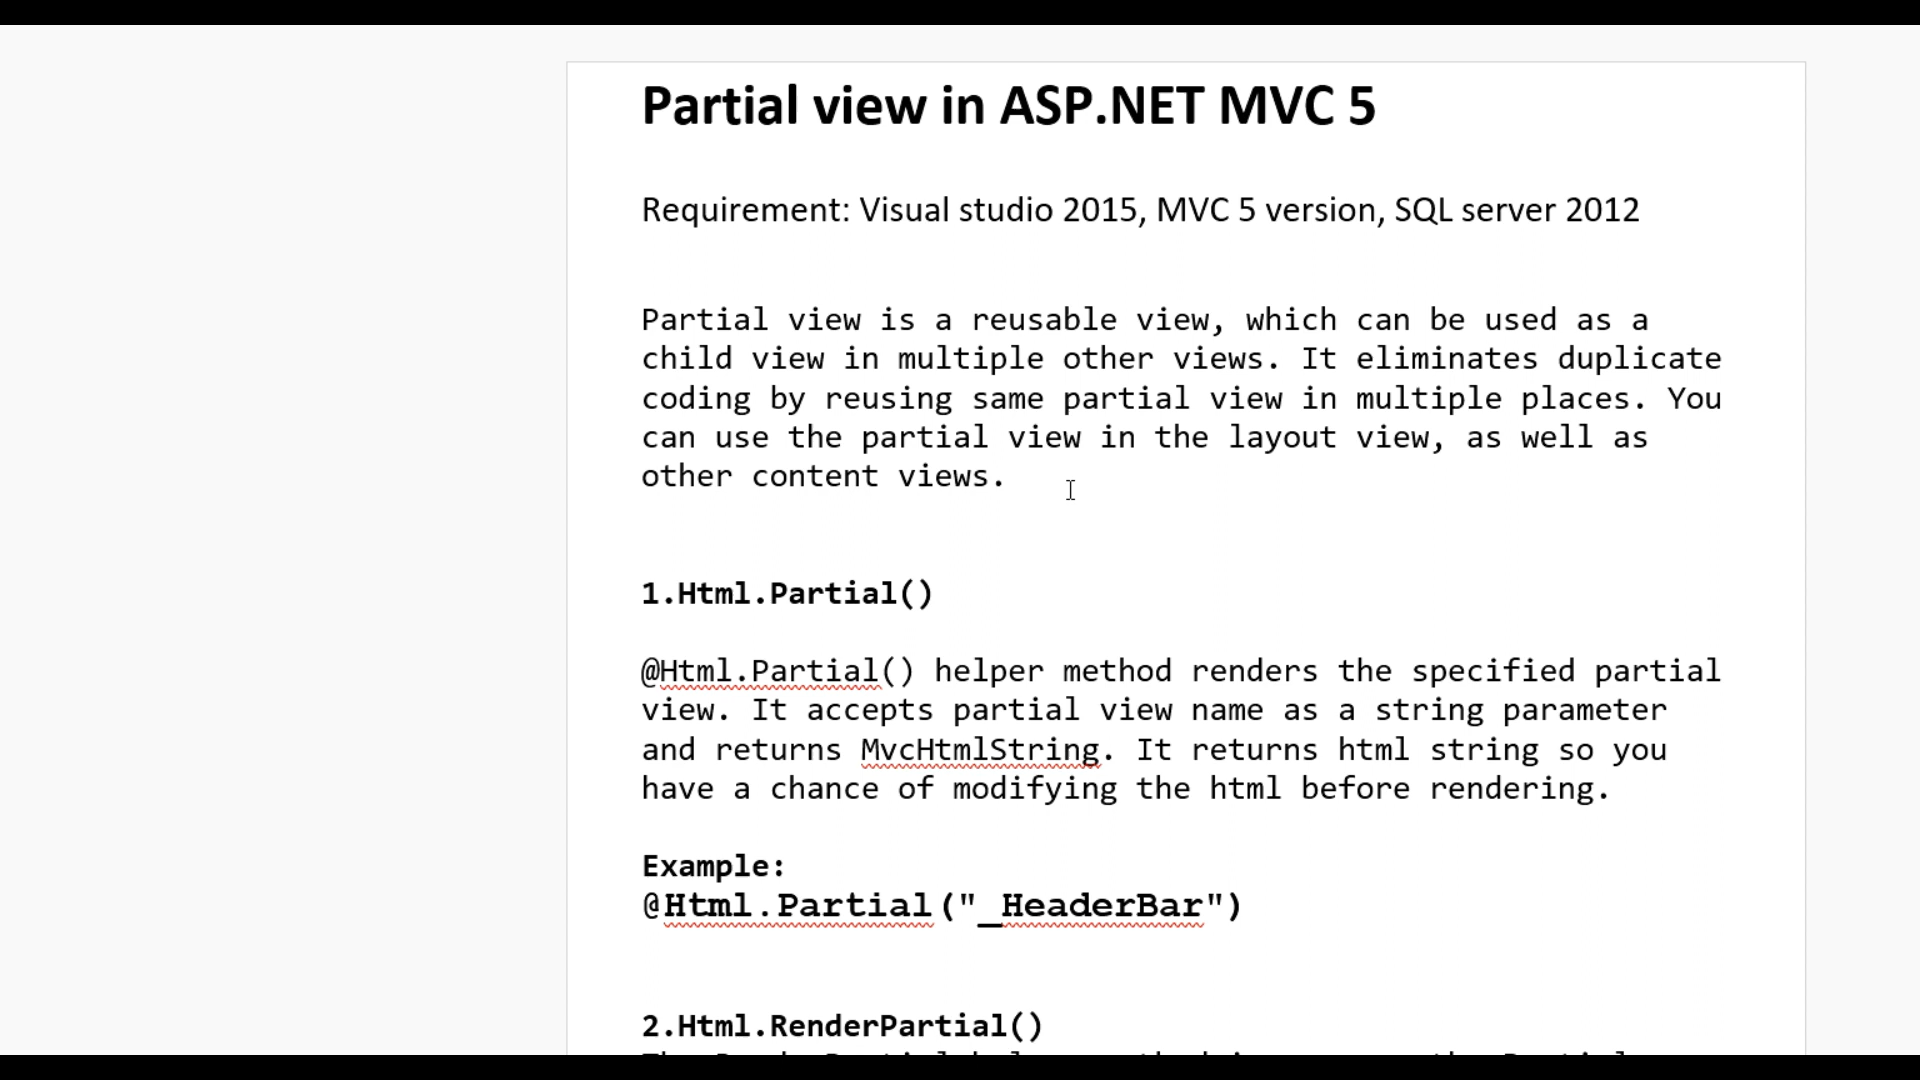 Partial view in ASP.NET MVC 5
Requirement: Visual studio 2015, MVC 5 version, SQL server 2012
Partial view is a reusable view, which can be used as a
child view in multiple other views. It eliminates duplicate
coding by reusing same partial view in multiple places. You
can use the partial view in the layout view, as well as
other content views.
1.Html.Partial()
@Html.Partial() helper method renders the specified partial
view. It accepts partial view name as a string parameter
and returns MvcHtmlString. It returns html string so you
have a chance of modifying the html before rendering.
Example:
@Html.Partial("_HeaderBar")
2.Html.RenderPartial()